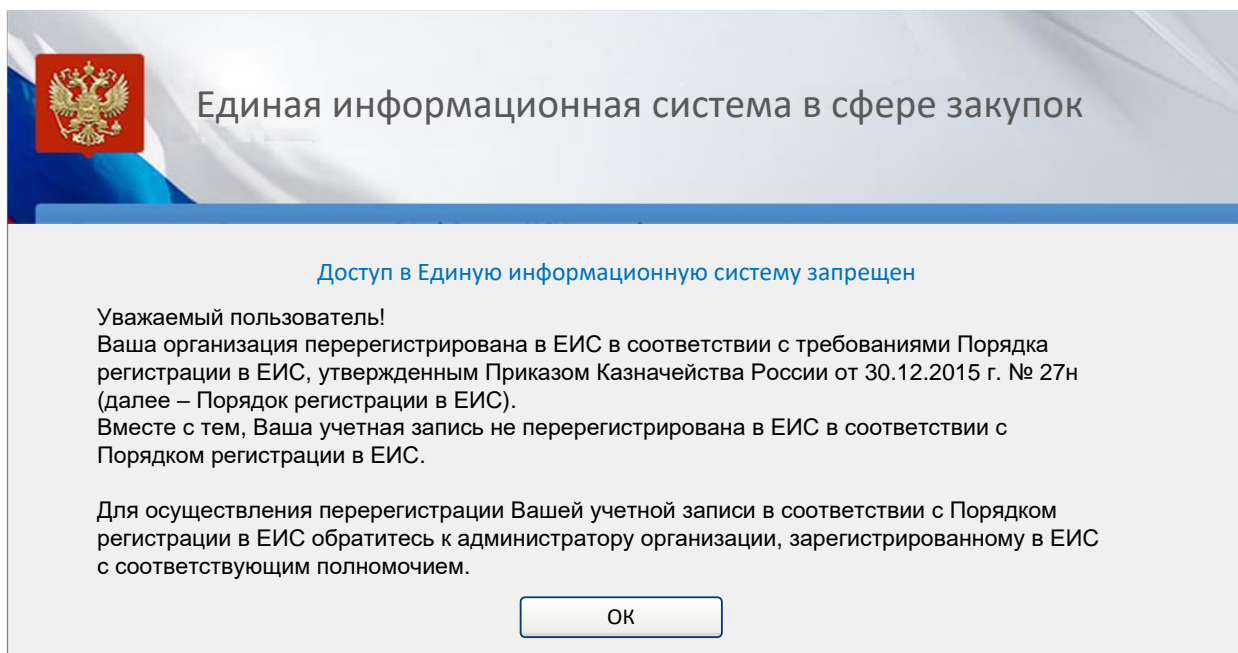 Единая информационная система в сфере закупок
Доступ в Единую информационную систему запрещен
Уважаемый пользователь!
Ваша организация перерегистрирована в ЕИС в соответствии с требованиями Порядка
регистрации в ЕИС, утвержденным Приказом Казначейства России от 30.12.2015 г. № 27н
(далее – Порядок регистрации в ЕИС).
Вместе с тем, Ваша учетная запись не перерегистрирована в ЕИС в соответствии с
Порядком регистрации в ЕИС.
Для осуществления перерегистрации Вашей учетной записи в соответствии с Порядком
регистрации в ЕИС обратитесь к администратору организации, зарегистрированному в ЕИС
с соответствующим полномочием.
ОК